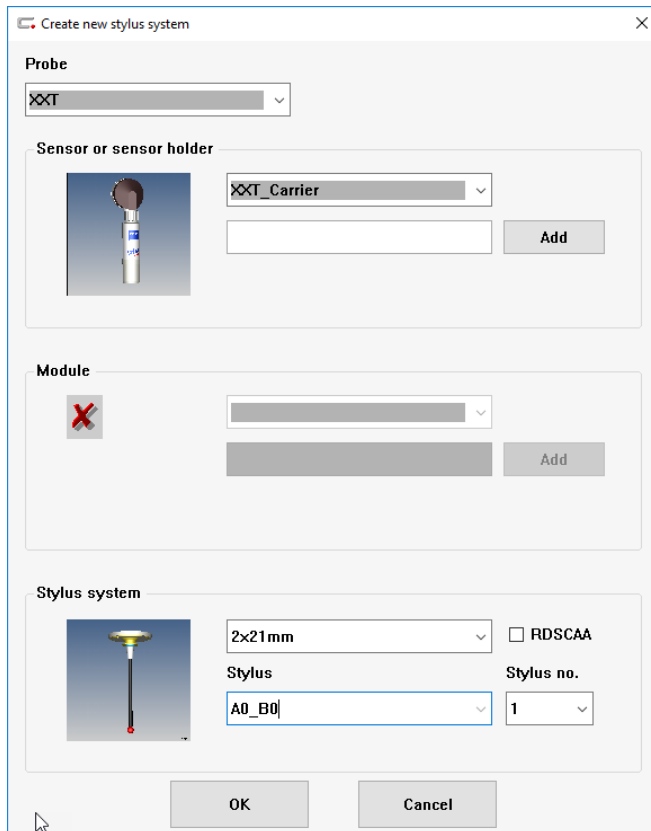 Create new stylus system
Probe
XXT
Sensor or sensor holder
XXT_Carrier
Add
Module
Add
Stylus system
2x21mm
RDSCAA
Stylus
Stylus no.
A0_B0
1
OK
Cancel